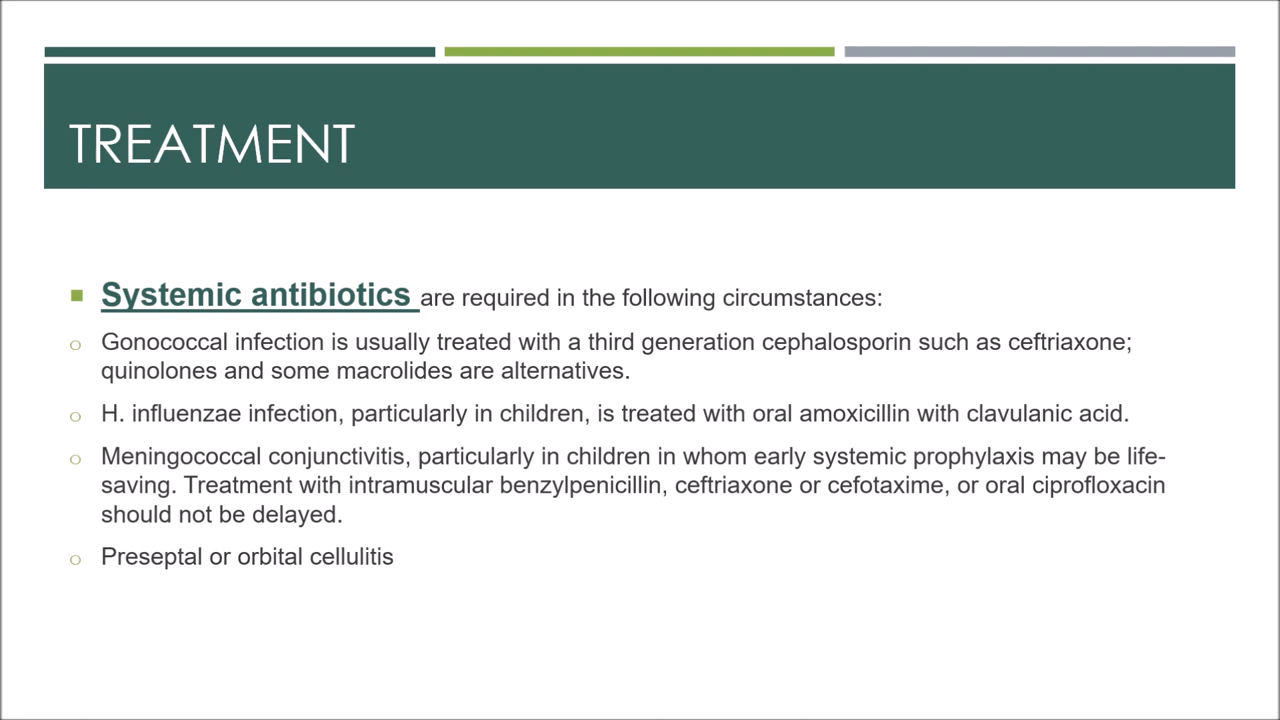 TREATMENT
Systemic antibiotics are required in the following circumstances:
Gonococcal infection is usually treated with a third generation cephalosporin such as ceftriaxone;
quinolones and some macrolides are alternatives.
H. influenzae infection, particularly in children, is treated with oral amoxicillin with clavulanic acid.
Meningococcal conjunctivitis, particularly in children in whom early systemic prophylaxis may be life-
saving. Treatment with intramuscular benzylpenicillin, ceftriaxone or cefotaxime, or oral ciprofloxacin
should not be delayed.
Preseptal or orbital cellulitis